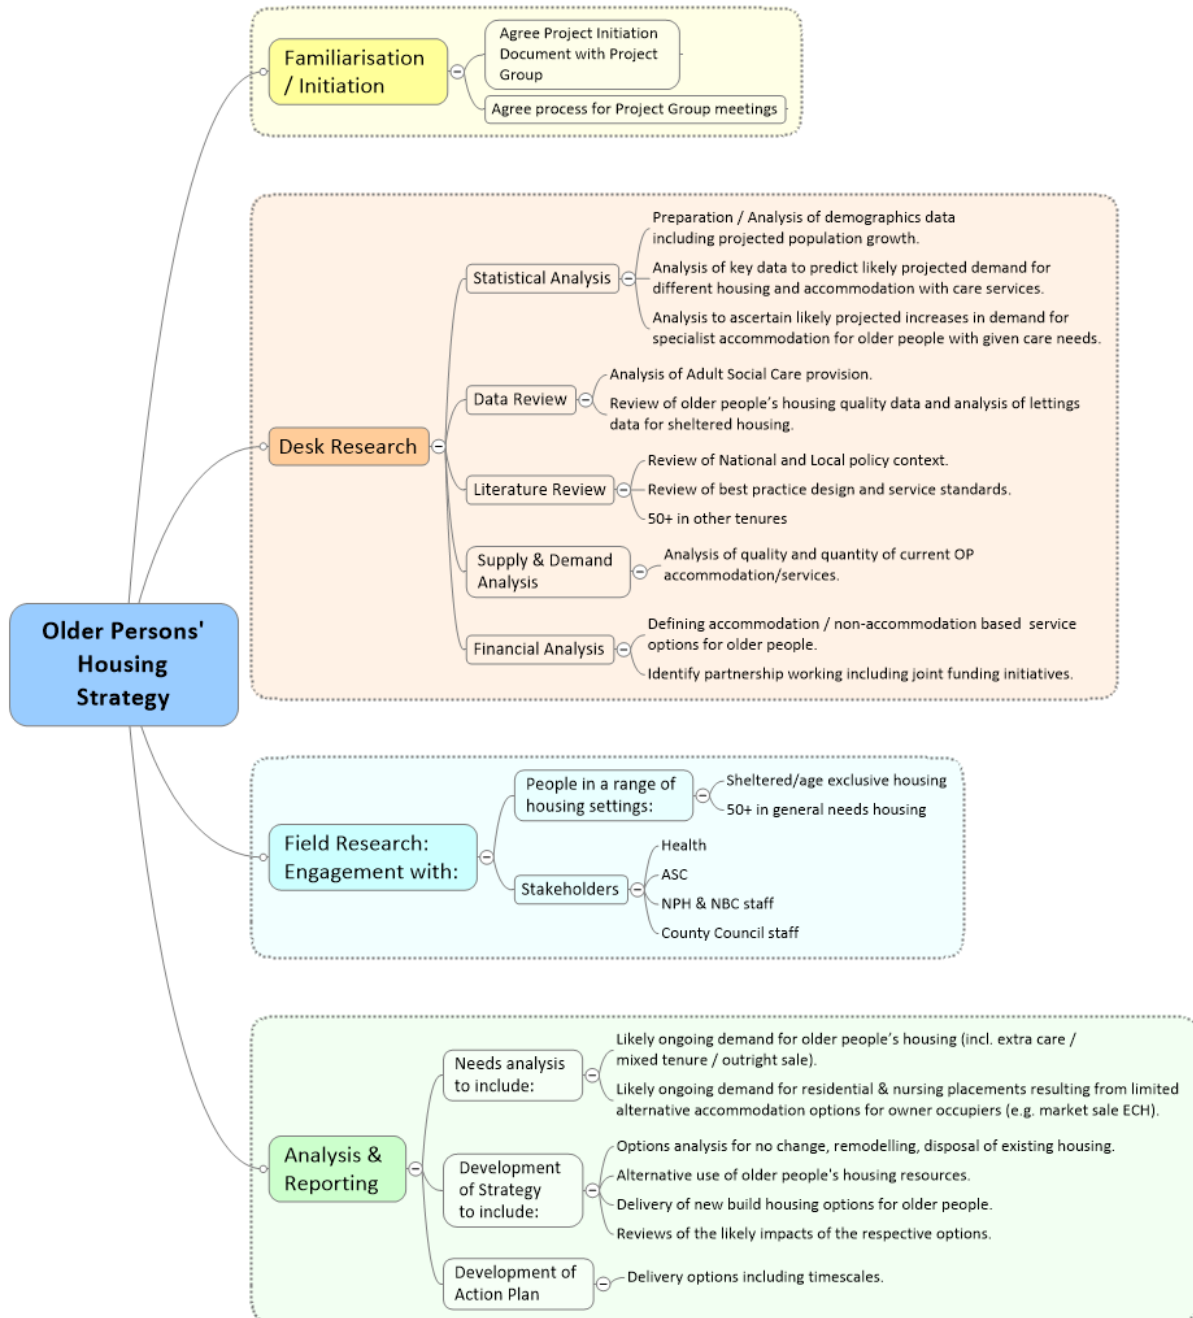 Older Persons'
Housing
Strategy
Familiarisation
/ Initiation
Agree Project Initiation
Document with Project
Group
Agree process for Project Group meetings
Desk Research
Statistical Analysis
Preparation / Analysis of demographics data
including projected population growth.
Analysis of key data to predict likely projected demand for
different housing and accommodation with care services.
Analysis to ascertain likely projected increases in demand for
specialist accommodation for older people with given care needs.
Data Review
Analysis of Adult Social Care provision.
Review of older people’s housing quality data and analysis of lettings
data for sheltered housing.
Literature Review
Review of National and Local policy context.
Review of best practice design and service standards.
50+ in other tenures
Supply & Demand
Analysis
Analysis of quality and quantity of current OP
accommodation/services.
Financial Analysis
Defining accommodation / non-accommodation based service
options for older people.
Identify partnership working including joint funding initiatives.
Field Research:
Engagement with:
People in a range of
housing settings:
Sheltered/age exclusive housing
50+ in general needs housing
Stakeholders
Health
ASC
NPH & NBC staff
County Council staff
Analysis &
Reporting
Needs analysis
to include:
Likely ongoing demand for older people’s housing (incl. extra care /
mixed tenure / outright sale).
Likely ongoing demand for residential & nursing placements resulting from limited
alternative accommodation options for owner occupiers (e.g. market sale ECH).
Development
of Strategy
to include:
Options analysis for no change, remodelling, disposal of existing housing.
Alternative use of older people's housing resources.
Delivery of new build housing options for older people.
Reviews of the likely impacts of the respective options.
Development of
Action Plan
Delivery options including timescales.